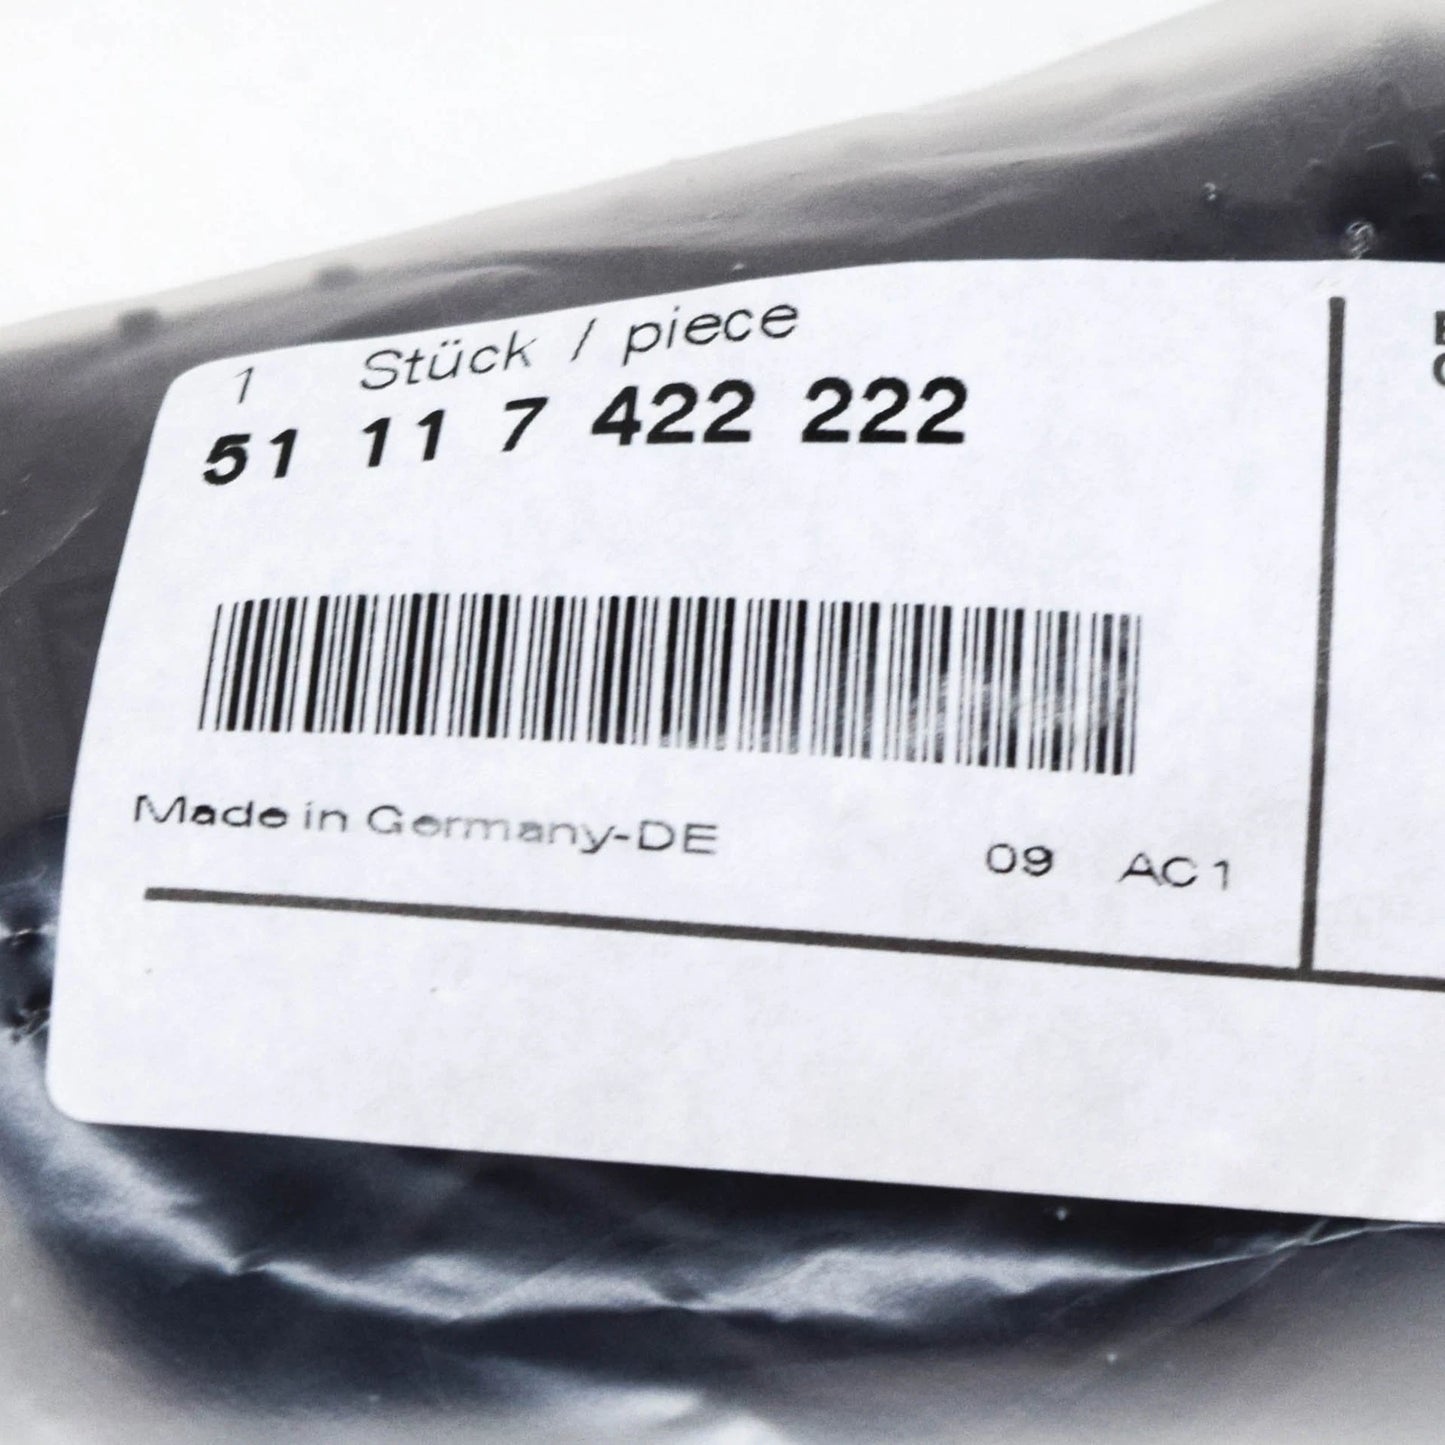 1 Stück / piece
51 11 7 422 222
Made in Germany-DE 09 AC1